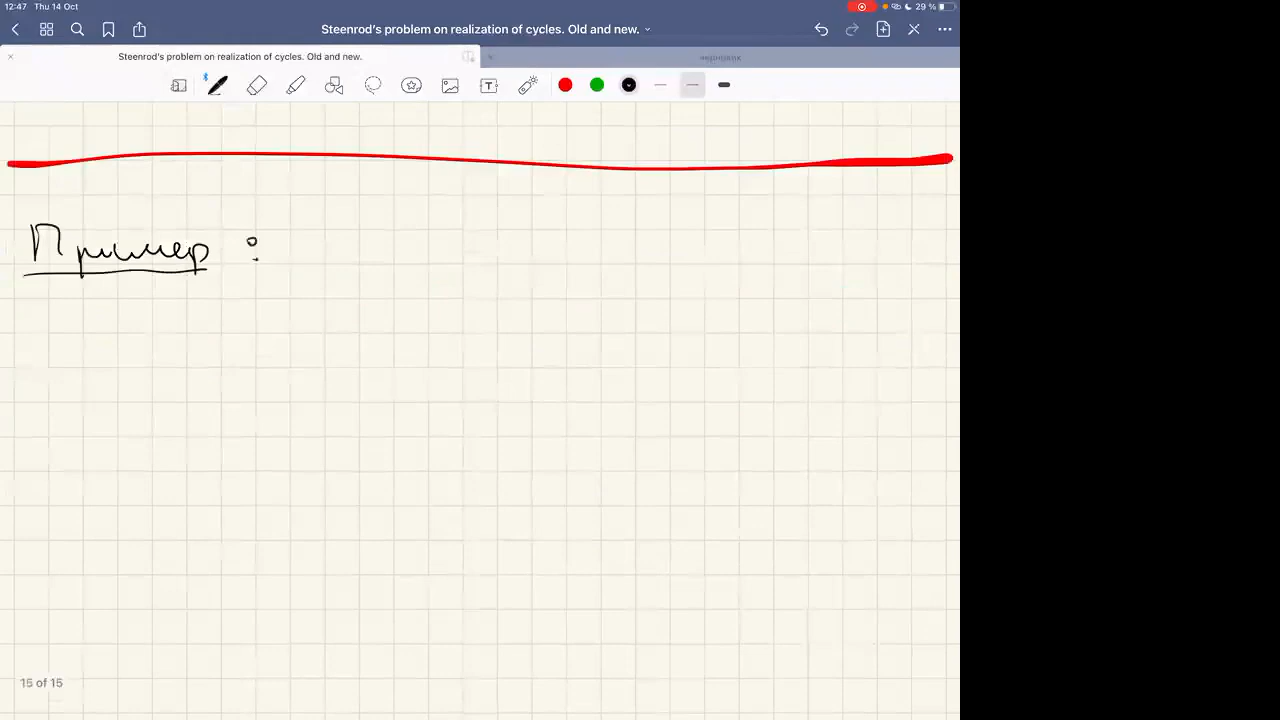 12:47 Thu 14 Oct 29 %
Steenrod's problem on realization of cycles. Old and new.
Steenrod's problem on realization of cycles. Old and new.
Пример :
15 of 15